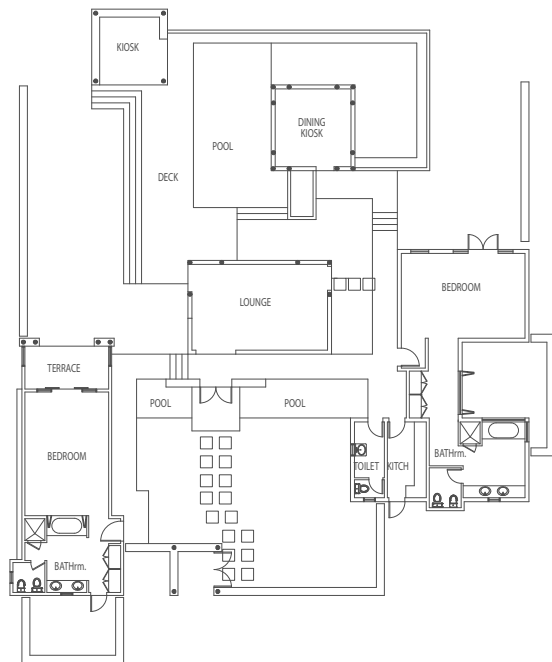 KIOSK
DINING
KIOSK
POOL
DECK
BEDROOM
LOUNGE
TERRACE
POOL
POOL
BEDROOM
BATHrm.
TOILET
KITCH
BATHrm.